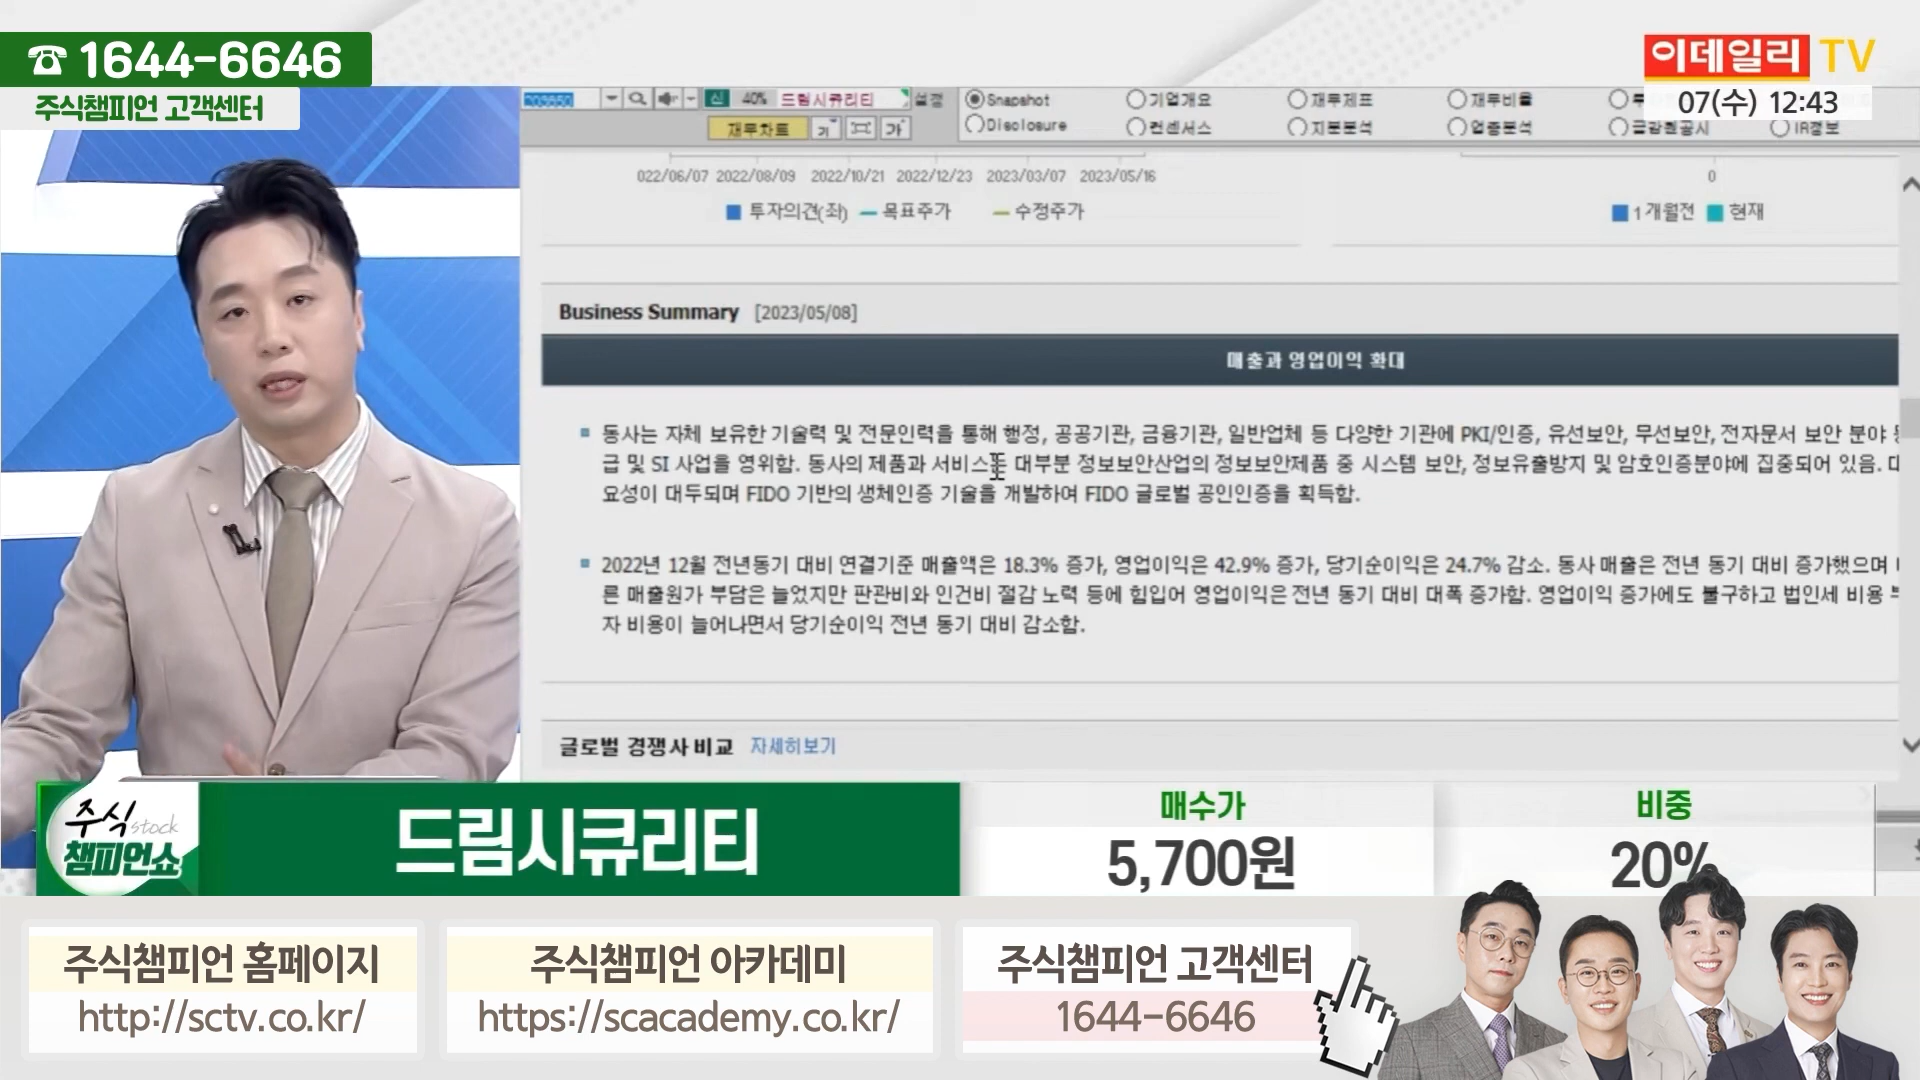 ☎ 1644-6646
주식챔피언 고객센터
이데일리 TV
07(수) 12:43
신 40% 드림시큐리티 설정
Snapshot 기업개요 재무제표 재무비율
재무차트 가
Disclosure 컨센서스 지분분석 업종분석 금감원공시 IR정보
022/06/07 2022/08/09 2022/10/21 2022/12/23 2023/03/07 2023/05/16
0
투자의견(좌) 목표주가 수정주가
1개월전 현재
Business Summary [2023/05/08]
매출과 영업이익 확대
동사는 자체 보유한 기술력 및 전문인력을 통해 행정, 공공기관, 금융기관, 일반업체 등 다양한 기관에 PKI/인증, 유선보안, 무선보안, 전자문서 보안 분야
급 및 SI 사업을 영위함. 동사의 제품과 서비스는 대부분 정보보안산업의 정보보안제품 중 시스템 보안, 정보유출방지 및 암호인증분야에 집중되어 있음.
요성이 대두되며 FIDO 기반의 생체인증 기술을 개발하여 FIDO 글로벌 공인인증을 획득함.
2022년 12월 전년동기 대비 연결기준 매출액은 18.3% 증가, 영업이익은 42.9% 증가, 당기순이익은 24.7% 감소. 동사 매출은 전년 동기 대비 증가했으며
른 매출원가 부담은 늘었지만 판관비와 인건비 절감 노력 등에 힘입어 영업이익은 전년 동기 대비 대폭 증가함. 영업이익 증가에도 불구하고 법인세 비용
자 비용이 늘어나면서 당기순이익 전년 동기 대비 감소함.
글로벌 경쟁사 비교 자세히보기
주식 stock
챔피언쇼
드림시큐리티
매수가
5,700원
비중
20%
주식챔피언 홈페이지
http://sctv.co.kr/
주식챔피언 아카데미
https://scacademy.co.kr/
주식챔피언 고객센터
1644-6646